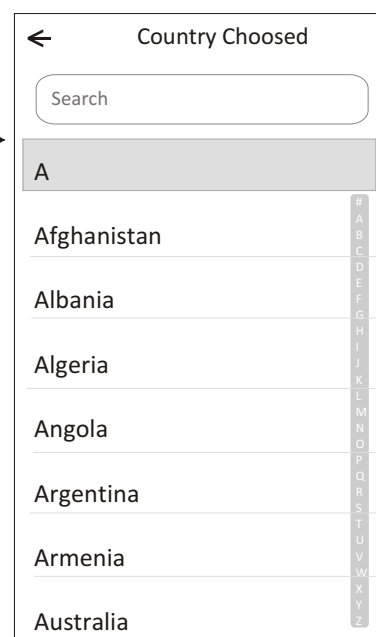 Country Choosed
Search
A
Afghanistan
Albania
Algeria
Angola
Argentina
Armenia
Australia
#
A
B
C
D
E
F
G
H
I
J
K
L
M
N
O
P
Q
R
S
T
U
V
W
X
Y
Z